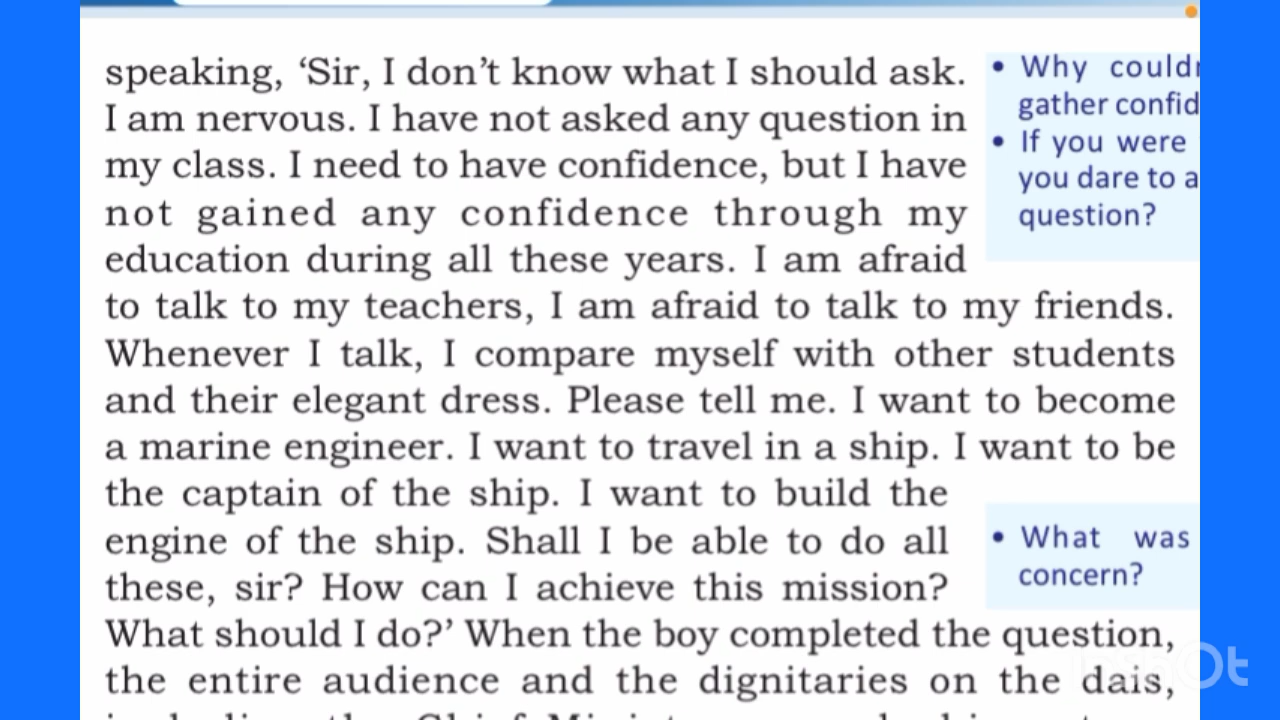 speaking, ‘Sir, I don’t know what I should ask.
I am nervous. I have not asked any question in
my class. I need to have confidence, but I have
not gained any confidence through my
education during all these years. I am afraid
to talk to my teachers, I am afraid to talk to my friends.
Whenever I talk, I compare myself with other students
and their elegant dress. Please tell me. I want to become
a marine engineer. I want to travel in a ship. I want to be
the captain of the ship. I want to build the
engine of the ship. Shall I be able to do all
these, sir? How can I achieve this mission?
What should I do?’ When the boy completed the question,
the entire audience and the dignitaries on the dais,
• Why
gather
• If you were
you dare to
question?
• What was
concern?